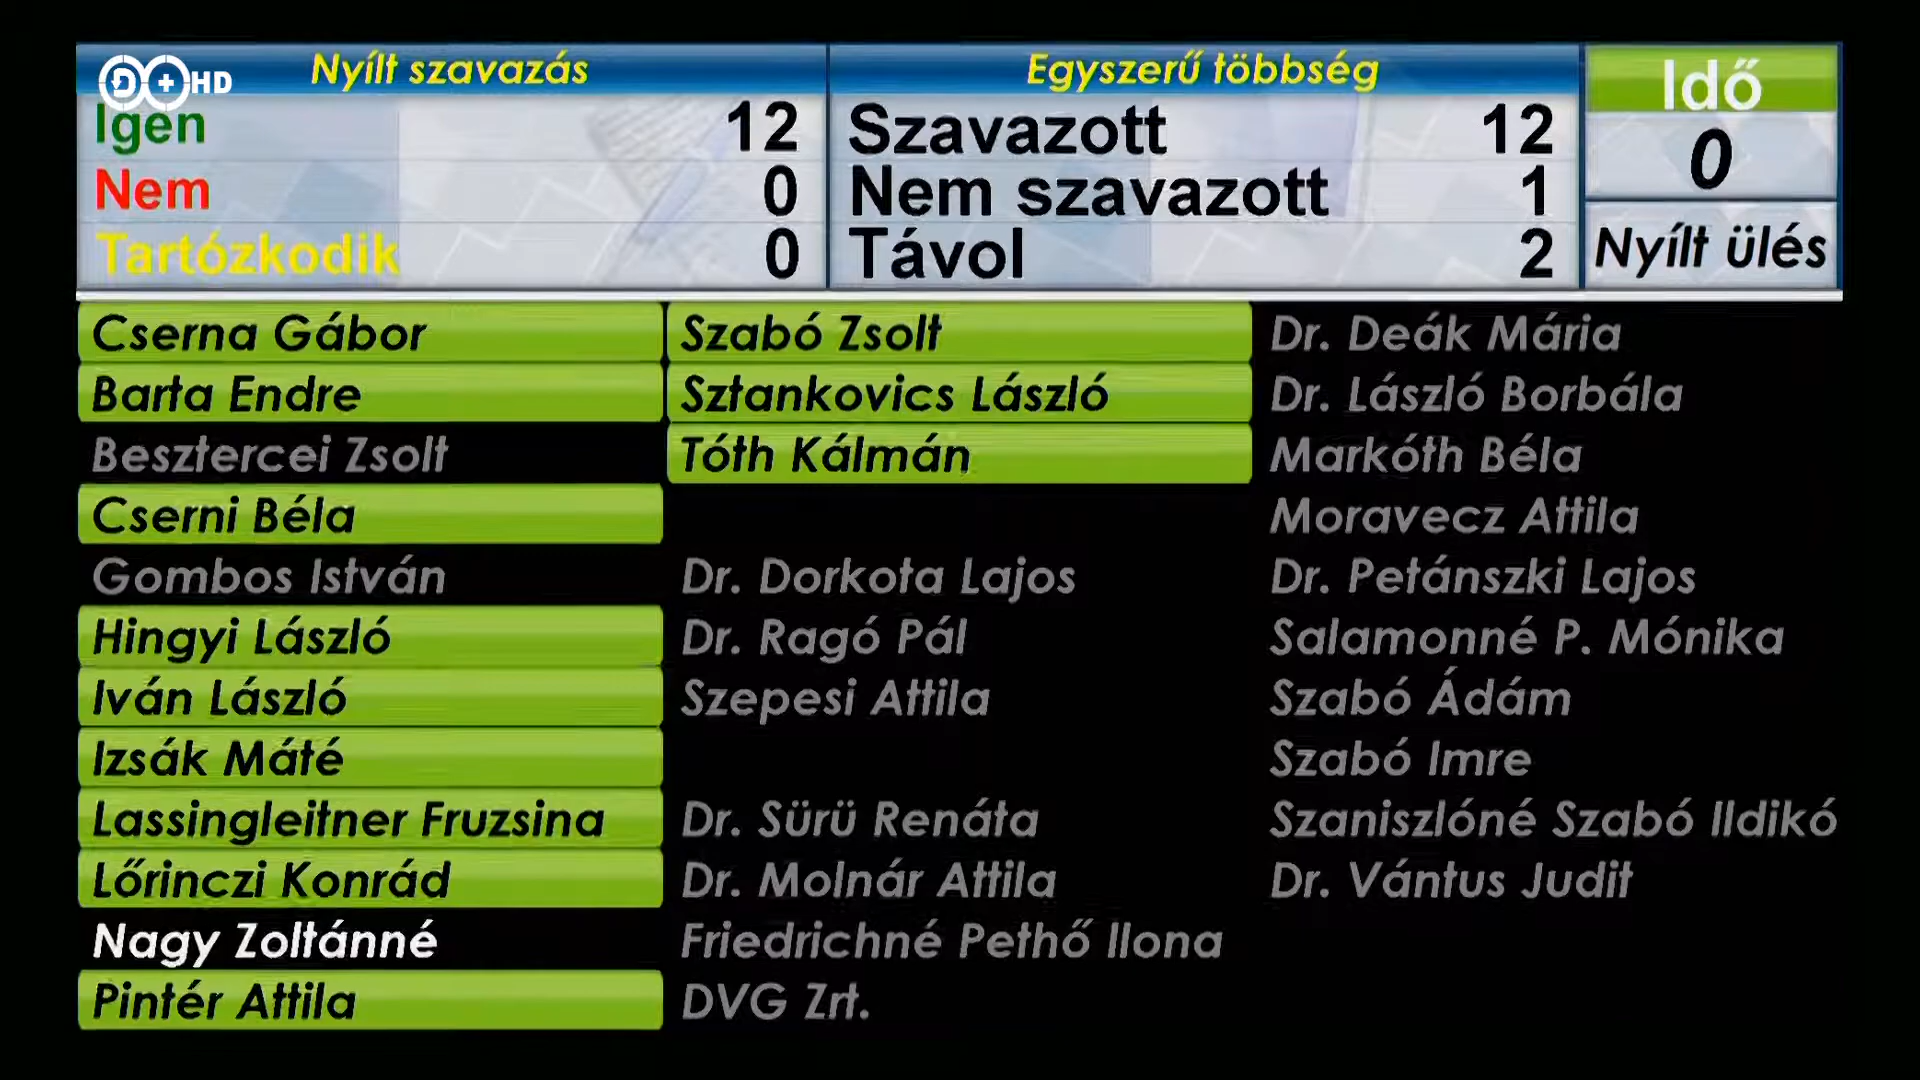 D+HD
Nyílt szavazás
Igen 12
Nem 0
Tartózkodik 0
Egyszerű többség
Szavazott 12
Nem szavazott 1
Távol 2
Idő
0
Nyílt ülés
Cserna Gábor
Barta Endre
Besztercei Zsolt
Cserni Béla
Gombos István
Hingyi László
Iván László
Izsák Máté
Lassingleitner Fruzsina
Lőrinczi Konrád
Nagy Zoltánné
Pintér Attila
Szabó Zsolt
Sztankovics László
Tóth Kálmán
Dr. Dorkota Lajos
Dr. Ragó Pál
Szepesi Attila
Dr. Sürü Renáta
Dr. Molnár Attila
Friedrichné Pethő Ilona
DVG Zrt.
Dr. Deák Mária
Dr. László Borbála
Markóth Béla
Moravecz Attila
Dr. Petánszki Lajos
Salamonné P. Mónika
Szabó Ádám
Szabó Imre
Szaniszlóné Szabó Ildikó
Dr. Vántus Judit